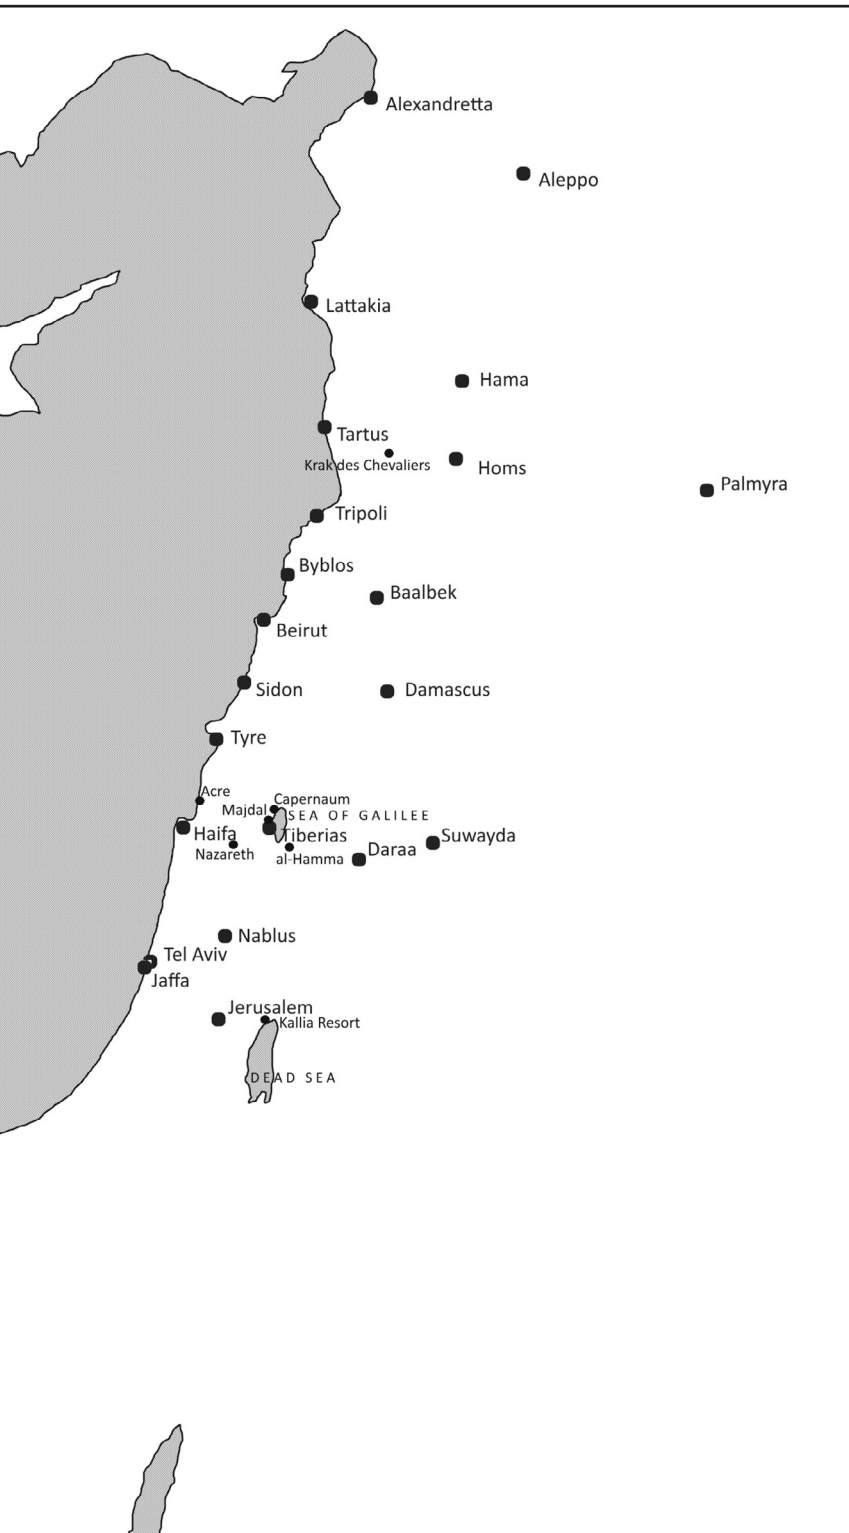 Alexandretta
Aleppo
Lattakia
Hama
Tartus
Krak des Chevaliers
Homs
Palmyra
Tripoli
Byblos
Baalbek
Beirut
Sidon
Damascus
Tyre
Acre
Capernaum
Majdal
SEA OF GALILEE
Haifa
Tiberias
Suwayda
Nazareth
al-Hamma
Daraa
Nablus
Tel Aviv
Jaffa
Jerusalem
Kallia Resort
DEAD SEA